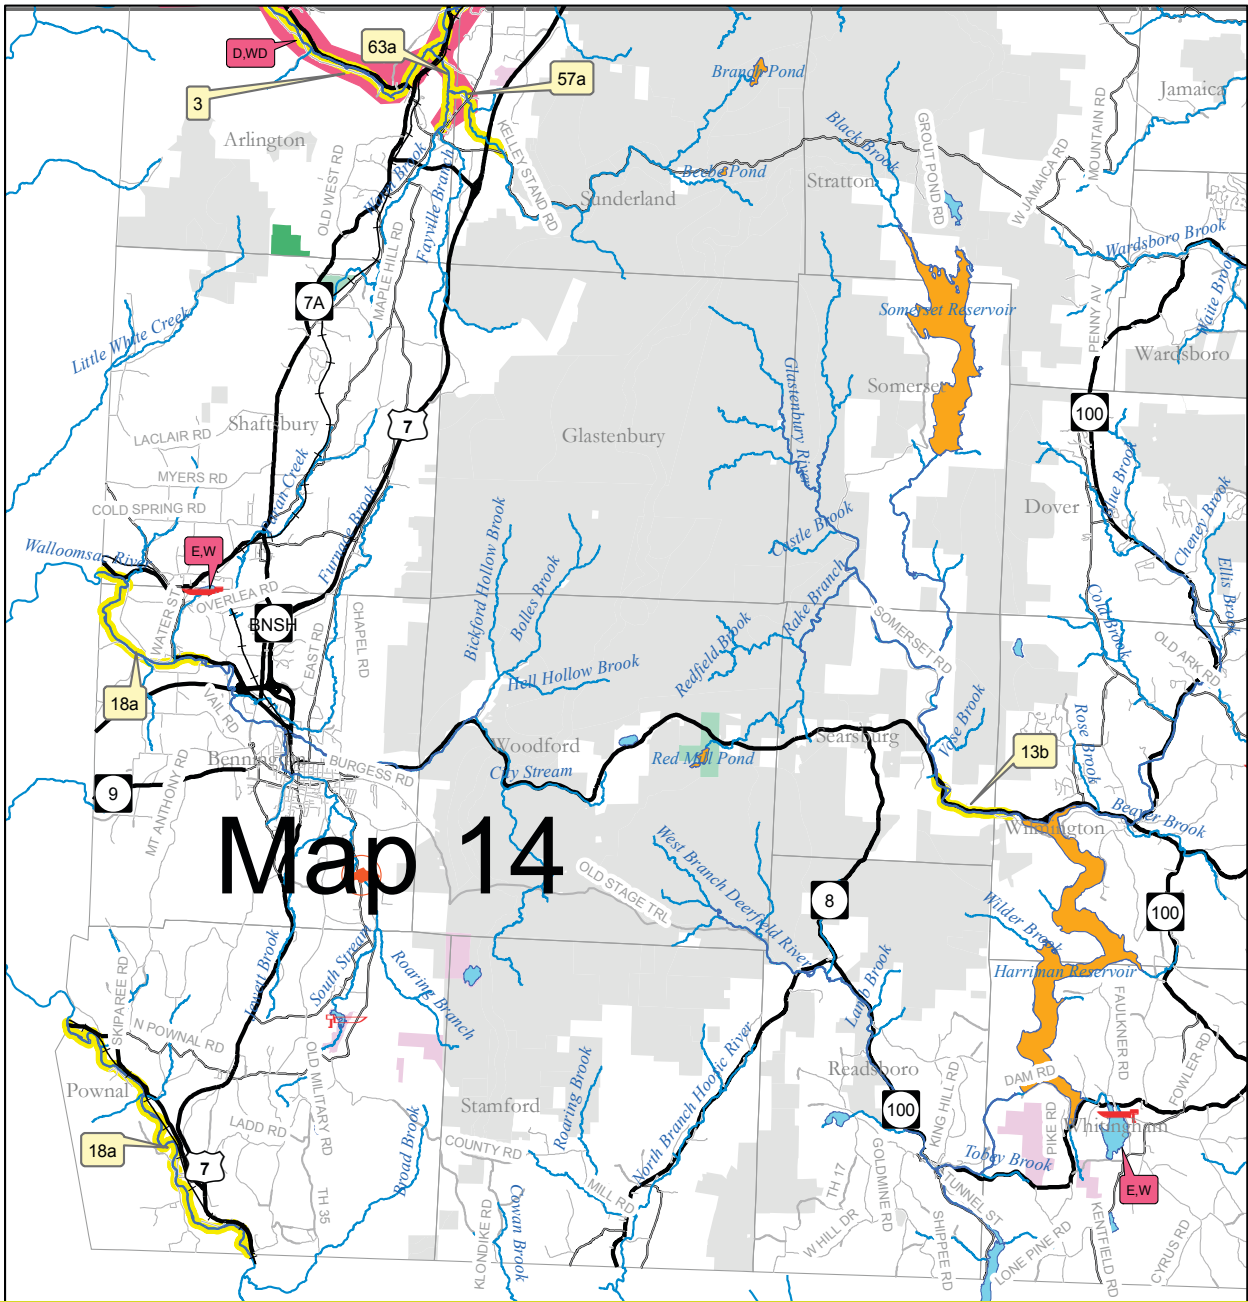 D,WD
63a
57a
3
Arlington
Branch Pond
Jamaica
KELLEY STAND RD
Black Brook
GROUT POND RD
MOUNTAIN RD
W JAMAICA RD
OLD WEST RD
Fayville Branch
Beebe Pond
Sunderland
Stratton
MAPLE HILL RD
Wardsboro Brook
Waite Brook
7A
Little White Creek
Somerset Reservoir
PENNY AV
Wardsboro
Glastenbury River
Somerset
100
7
Shaftsbury
LACLAIR RD
Glastenbury
MYERS RD
COLD SPRING RD
Furnace Brook
Bickford Hollow Brook
Bolles Brook
Castle Brook
Dover
Blue Brook
Cheney Brook
Ellis Brook
E,W
OVERLEA RD
WATER ST
BNSH
EAST RD
CHAPEL RD
Rake Branch
SOMERSET RD
Cold Brook
OLD ARK RD
Redfield Brook
Hell Hollow Brook
18a
VAIL RD
Vose Brook
Rose Brook
Woodford
Searsburg
13b
Bennington
BURGESS RD
City Stream
Red Mill Pond
9
MT ANTHONY RD
Beaver Brook
Wilmington
Map 14
West Branch Deerfield River
OLD STAGE TRL
8
100
Wilder Brook
Harriman Reservoir
Jewett Brook
South Stream
Roaring Branch
Lamb Brook
SKIPAREE RD
N POWNAL RD
OLD MILITARY RD
FAULKNER RD
FOWLER RD
Pownal
Readsboro
DAM RD
KING HILL RD
Stamford
Roaring Brook
North Branch Hoosic River
100
PIKE RD
Whitingham
LADD RD
18a
7
Broad Brook
COUNTY RD
MILL RD
Tobey Brook
E,W
TH 35
KLONDIKE RD
Cowan Brook
TH 17
W HILL DR
GOLDMINE RD
SHIPPEE RD
TUNNEL ST
LONE PINE RD
KENTFIELD RD
CYRUS RD